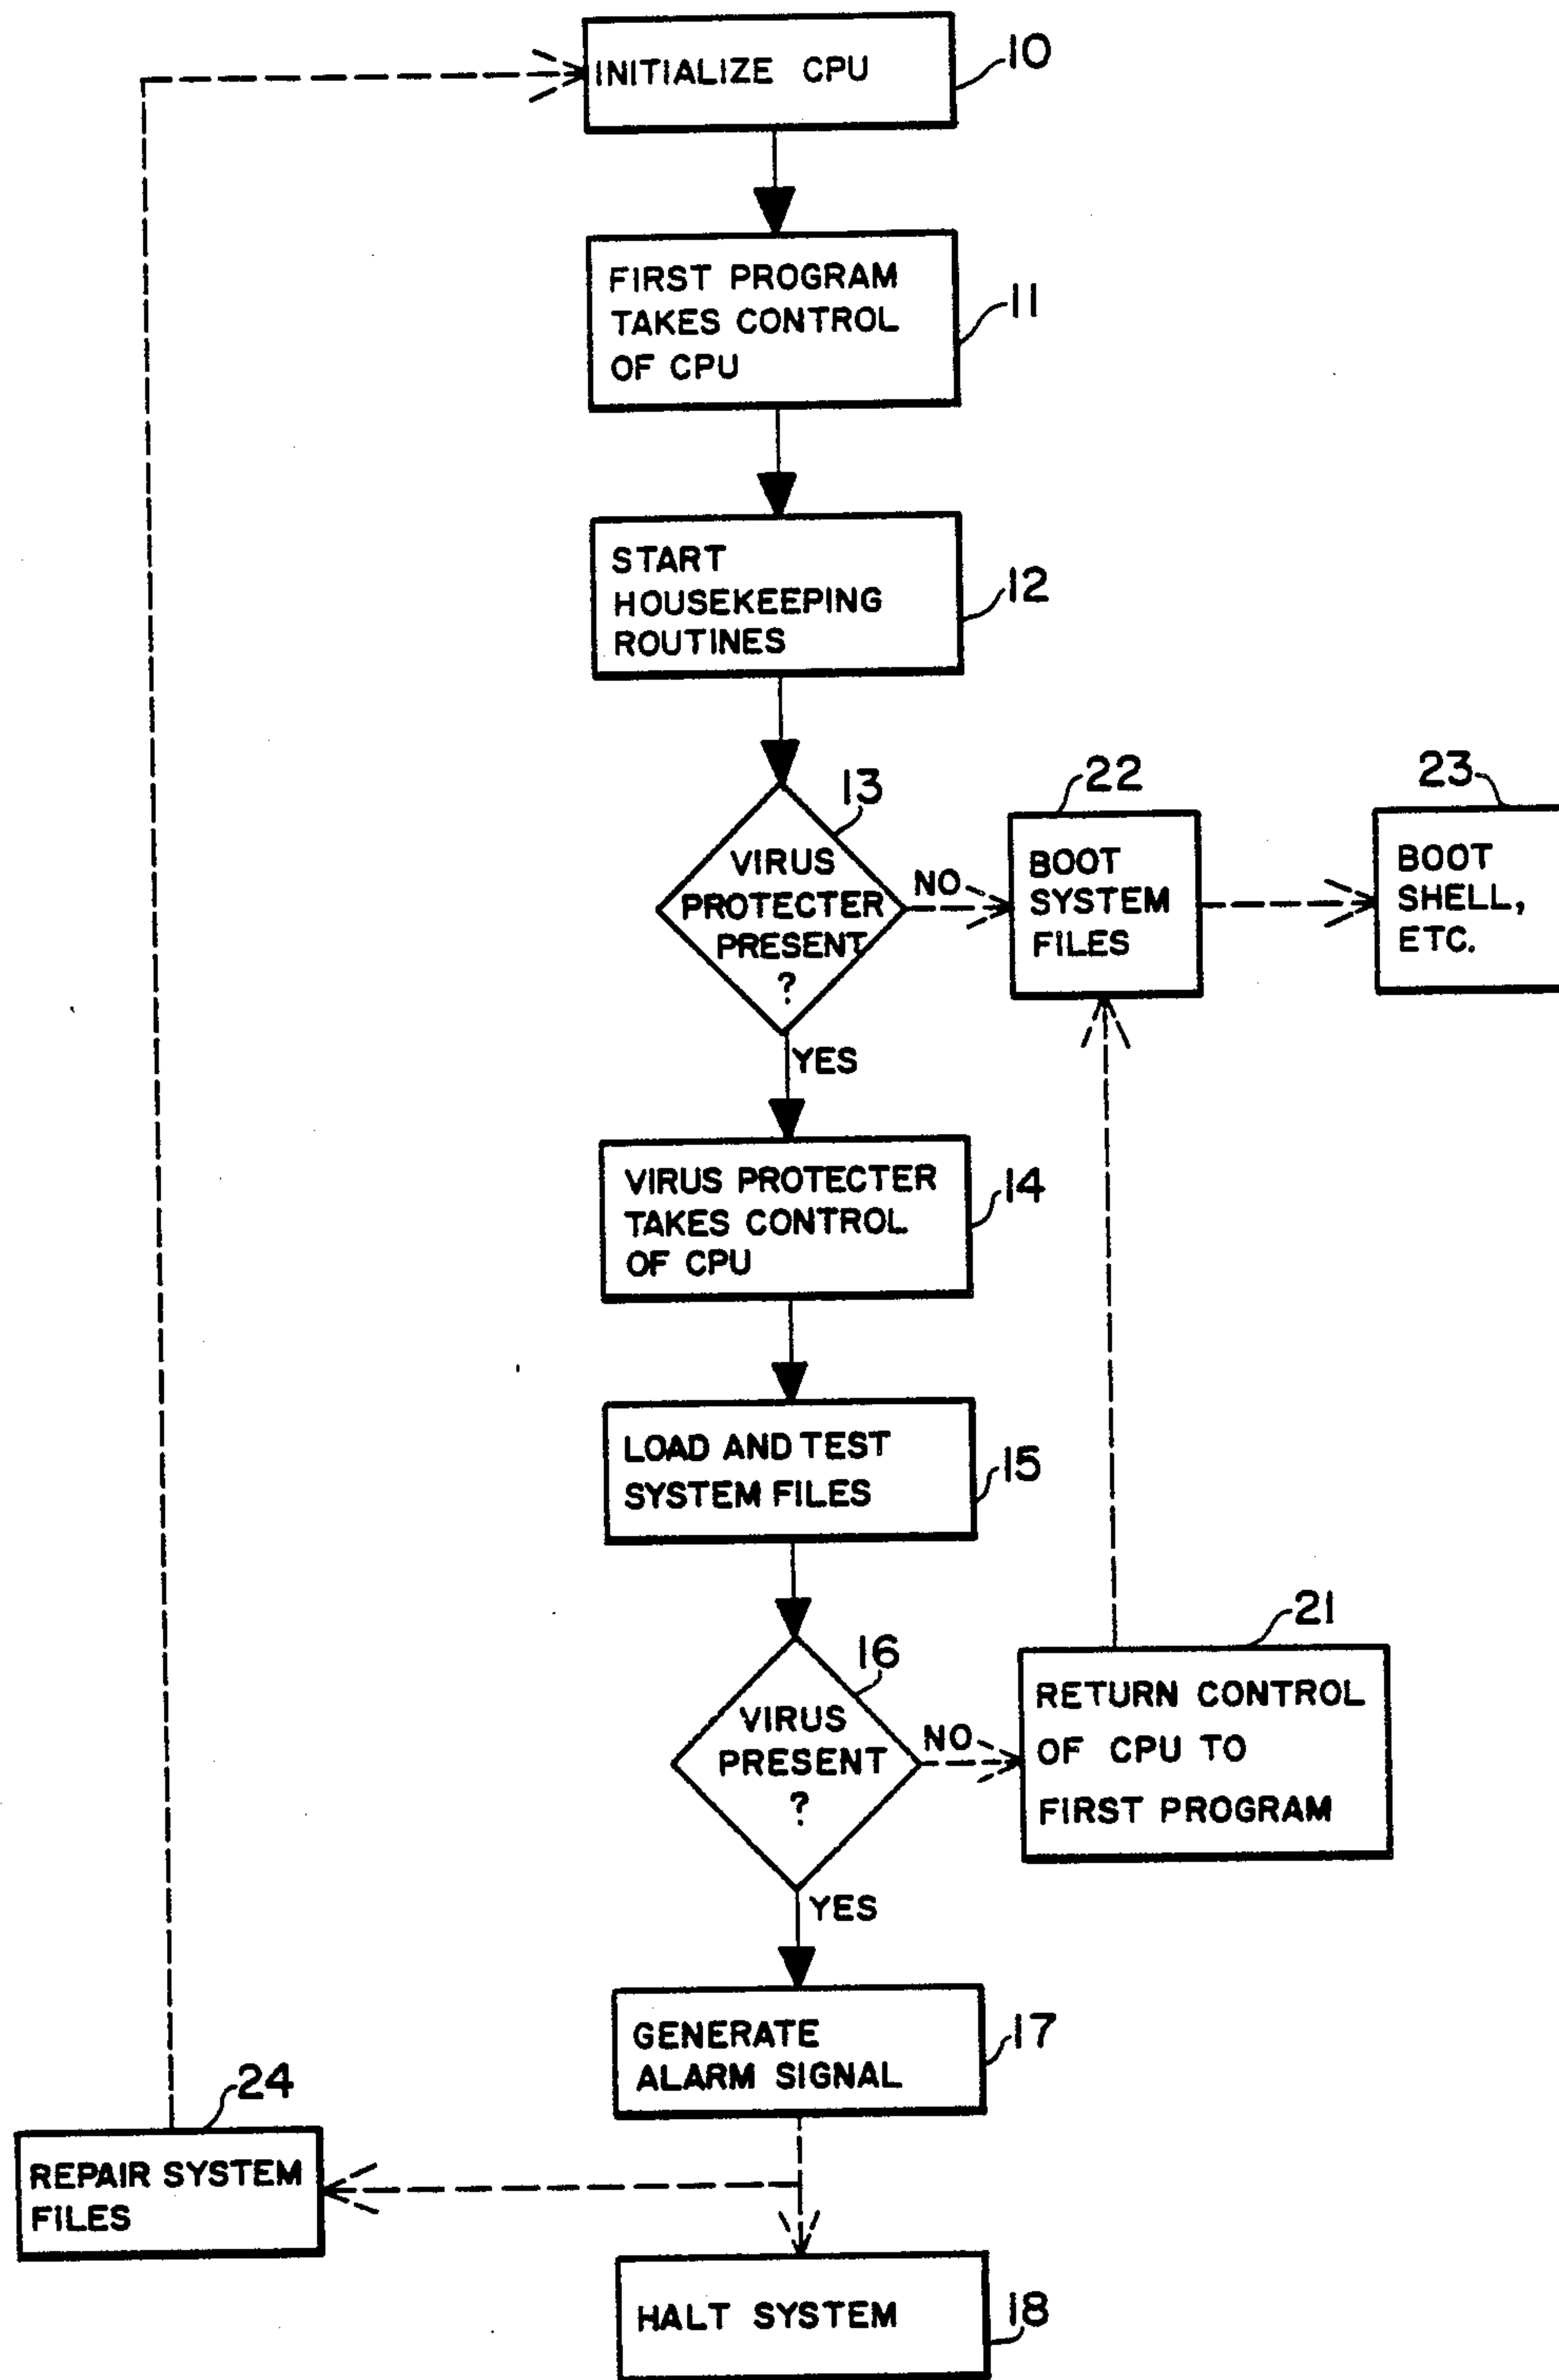 INITIALIZE CPU
10
FIRST PROGRAM
TAKES CONTROL
OF CPU
11
START
HOUSEKEEPING
ROUTINES
12
13
VIRUS
PROTECTER
PRESENT
?
NO
YES
22
BOOT
SYSTEM
FILES
23
BOOT
SHELL,
ETC.
VIRUS PROTECTER
TAKES CONTROL
OF CPU
14
LOAD AND TEST
SYSTEM FILES
15
16
VIRUS
PRESENT
?
NO
YES
21
RETURN CONTROL
OF CPU TO
FIRST PROGRAM
GENERATE
ALARM SIGNAL
17
24
REPAIR SYSTEM
FILES
HALT SYSTEM
18